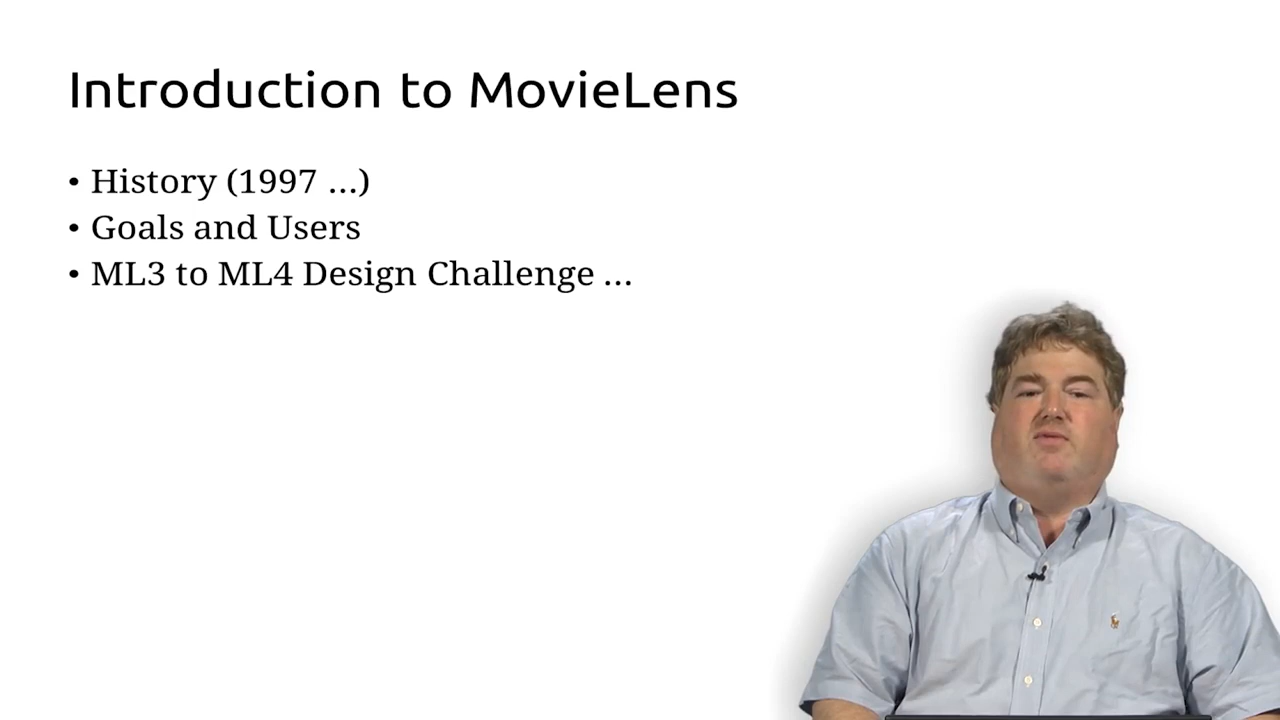 Introduction to MovieLens
• History (1997 ...)
• Goals and Users
• ML3 to ML4 Design Challenge ...